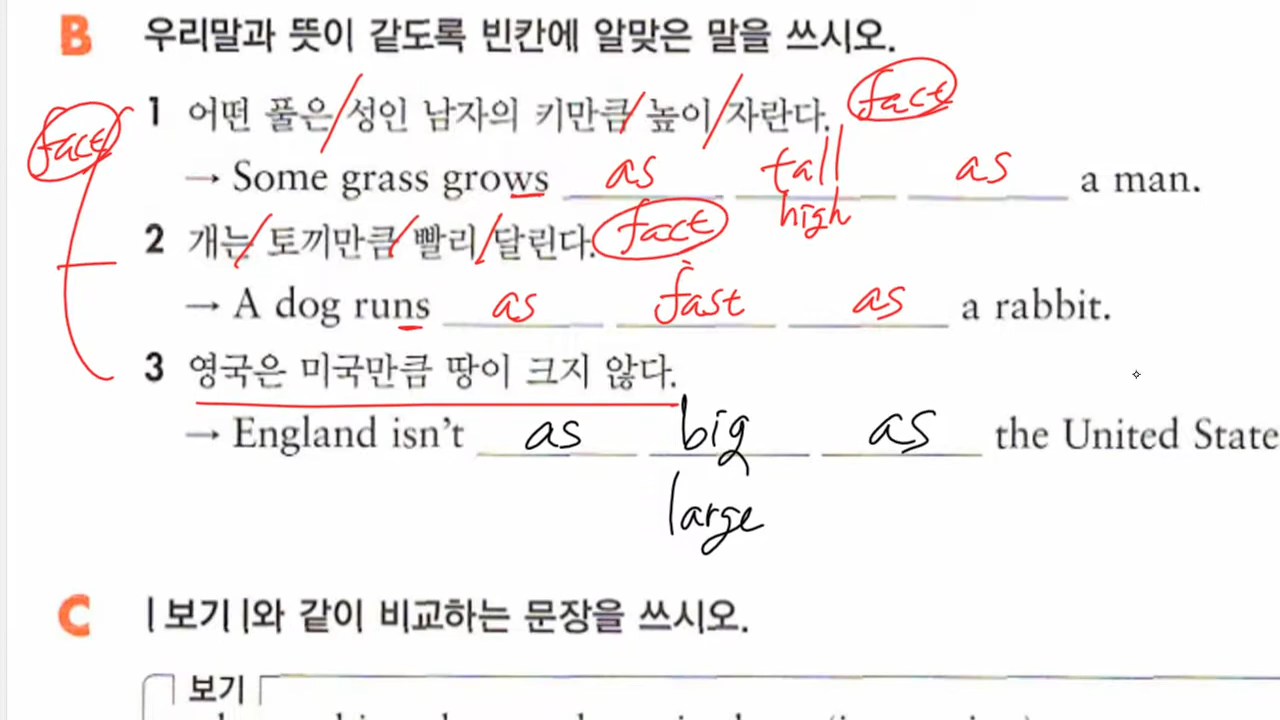 B 우리말과 뜻이 같도록 빈칸에 알맞은 말을 쓰시오.
fact
1 어떤 풀은/성인 남자의 키만큼/높이/자란다. fact
→ Some grass grows as tall as a man.
high
2 개는/토끼만큼/빨리/달린다. fact
→ A dog runs as fast as a rabbit.
3 영국은 미국만큼 땅이 크지 않다.
→ England isn't as big as the United State
large
C |보기|와 같이 비교하는 문장을 쓰시오.
보기